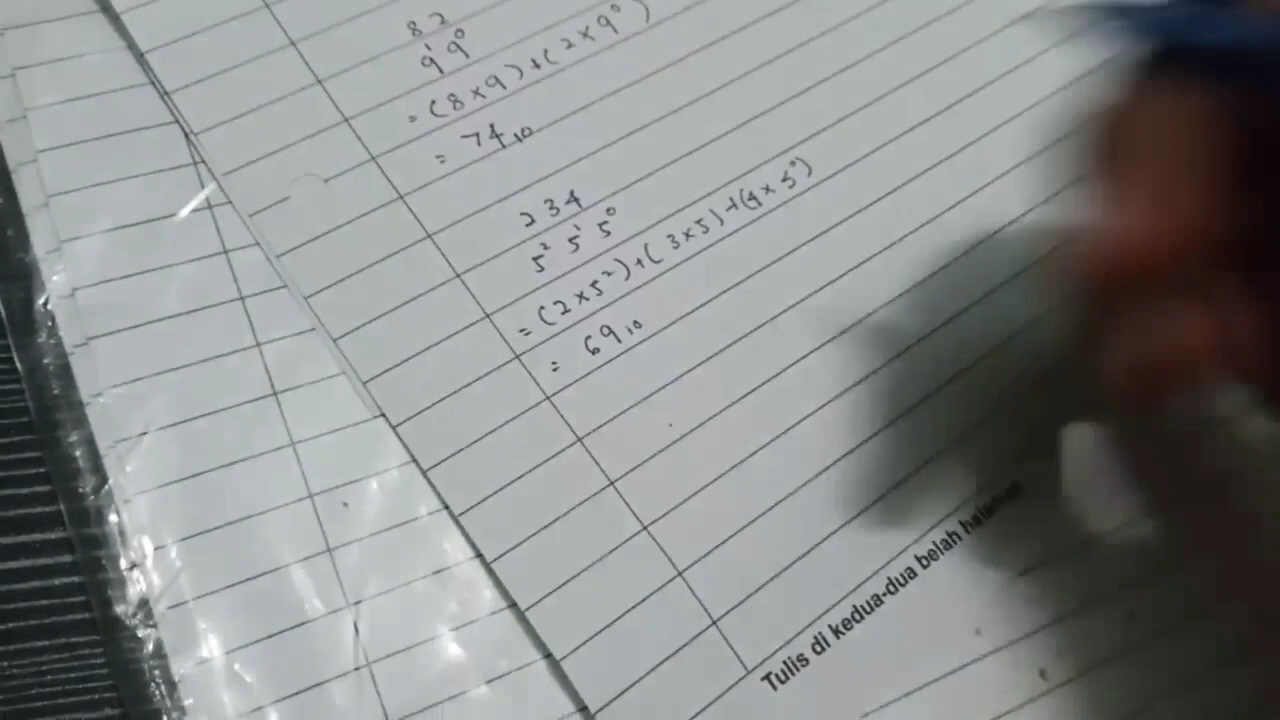 8 2
9¹ 9⁰
= (8 × 9) + (2 × 9⁰)
= 74₁₀
2 3 4
5² 5¹ 5⁰
= (2 × 5²) + (3 × 5) + (4 × 5⁰)
= 69₁₀
Tulis di kedua-dua belah halaman